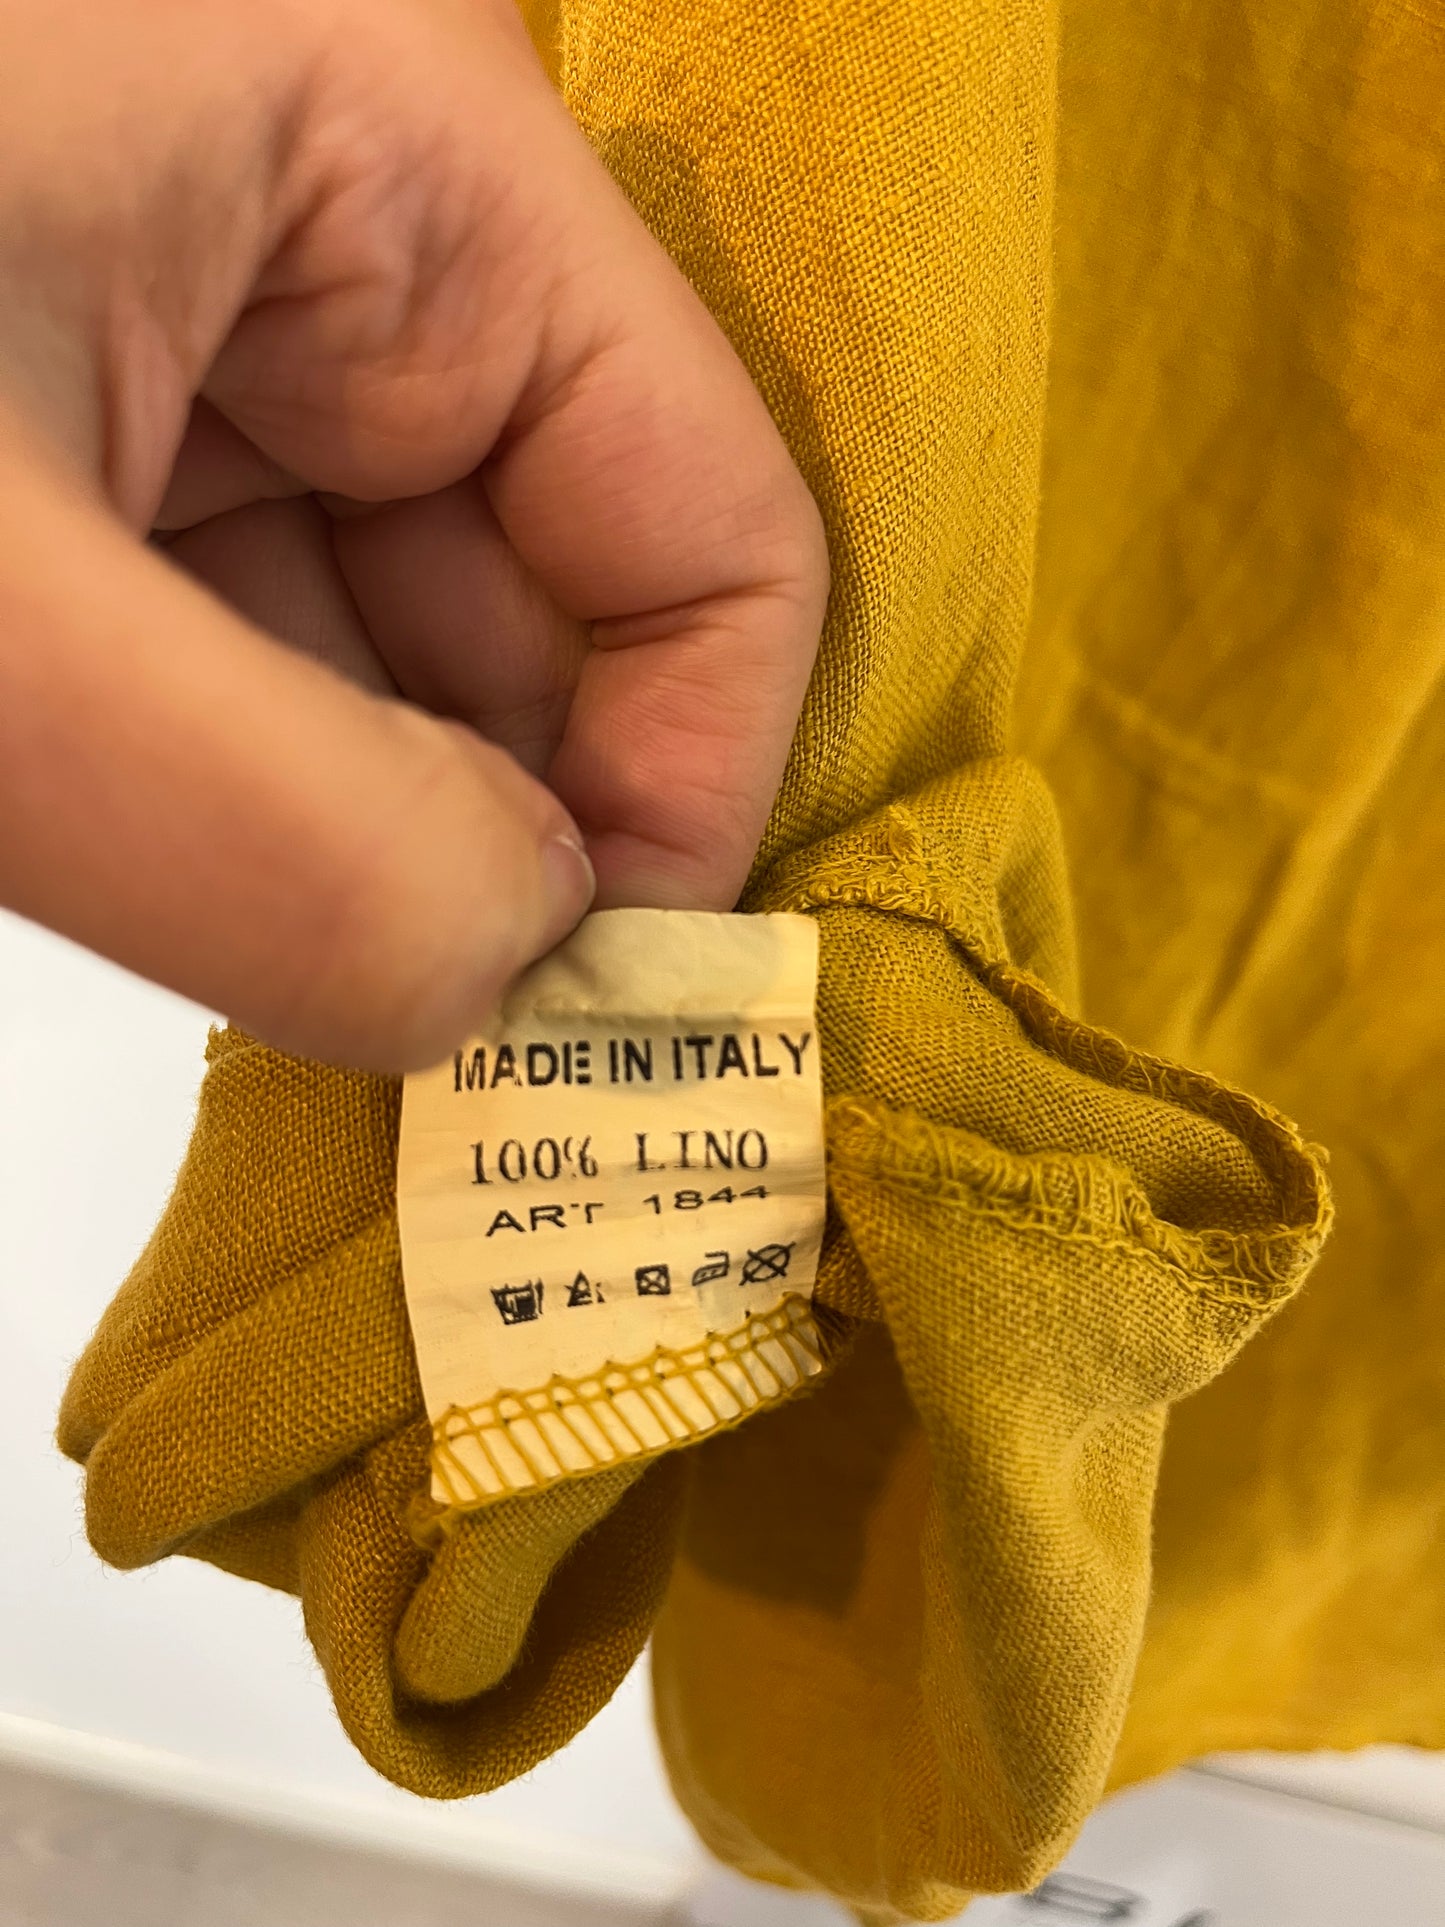 MADE IN ITALY
100% LINO
ART 1844